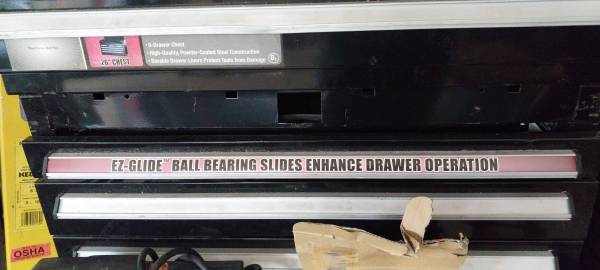 • 6-Drawer Chest
• High-Quality, Powder-Coated Steel Construction
• Durable Drawer Liners Protect Tools from Damage
26" CHEST
EZ-GLIDE™ BALL BEARING SLIDES ENHANCE DRAWER OPERATION
OSHA